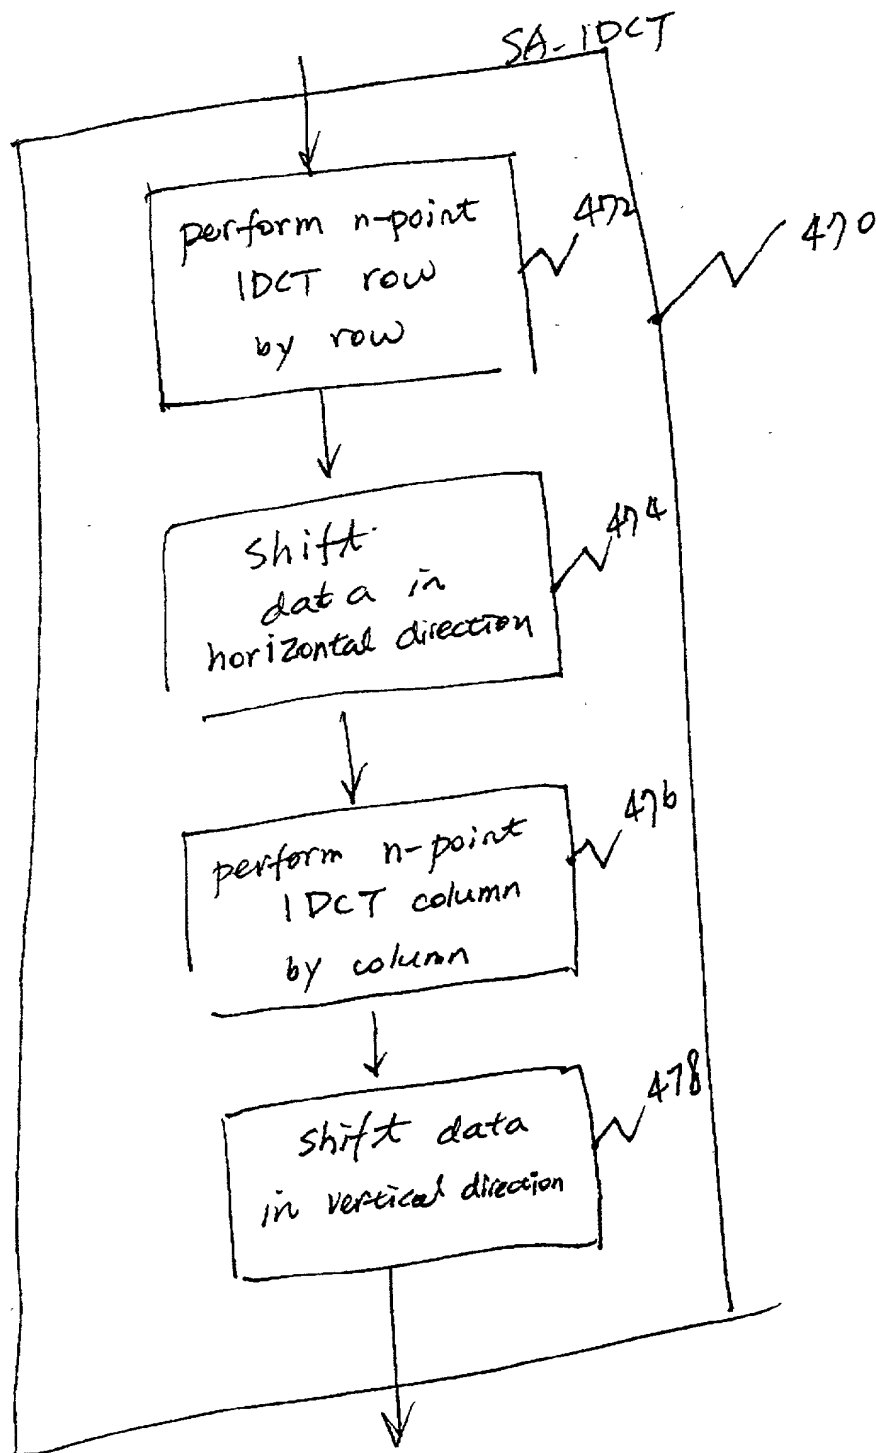 SA-IDCT
perform n-point
IDCT row
by row
472
470
shift
data in
horizontal direction
474
perform n-point
IDCT column
by column
476
shift data
in vertical direction
478